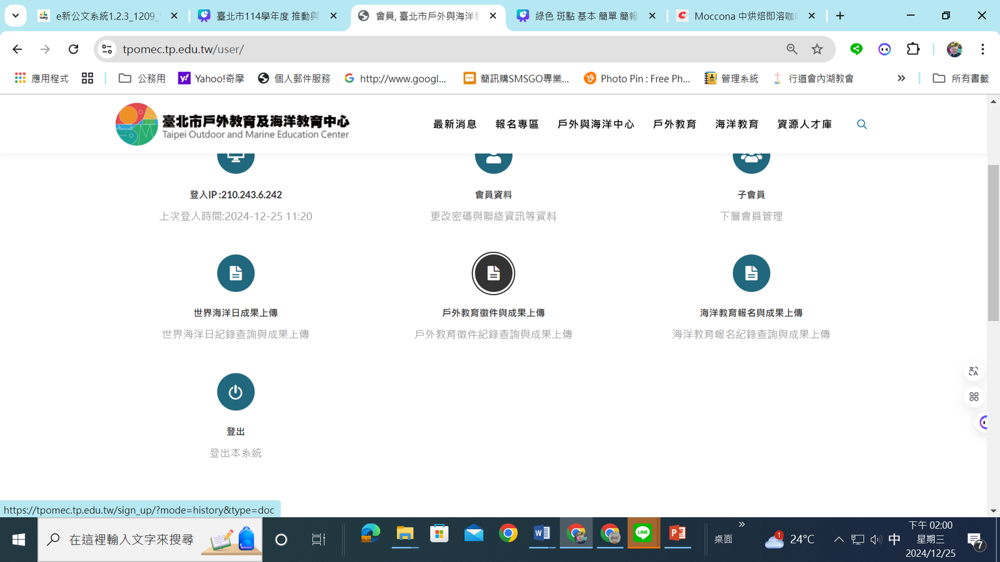 e新公文系統1.2.3_1209_
臺北市114學年度 推動與
會員, 臺北市戶外與海洋教
綠色 斑點 基本 簡單 簡報
Moccona 中烘焙即溶咖啡
tpomec.tp.edu.tw/user/
應用程式
公務用
Yahoo!奇摩
個人郵件服務
http://www.googl...
簡訊購SMSGO專業...
Photo Pin : Free Ph...
管理系統
行道會內湖教會
所有書籤
臺北市戶外教育及海洋教育中心
Taipei Outdoor and Marine Education Center
最新消息
報名專區
戶外與海洋中心
戶外教育
海洋教育
資源人才庫
登入IP :210.243.6.242
上次登入時間:2024-12-25 11:20
會員資料
更改密碼與聯絡資訊等資料
子會員
下層會員管理
世界海洋日成果上傳
世界海洋日紀錄查詢與成果上傳
戶外教育徵件與成果上傳
戶外教育徵件紀錄查詢與成果上傳
海洋教育報名與成果上傳
海洋教育報名紀錄查詢與成果上傳
登出
登出本系統
https://tpomec.tp.edu.tw/sign_up/?mode=history&type=doc
在這裡輸入文字來搜尋
LINE
桌面
1
24°C
中
下午 02:00
星期三
2024/12/25
7